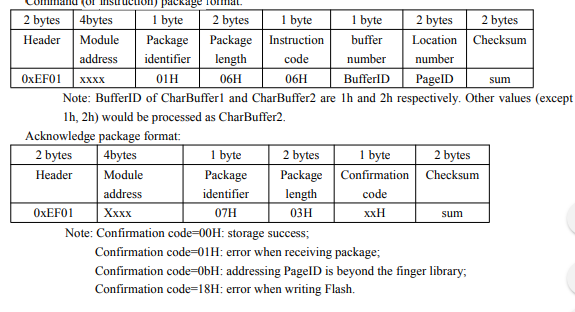 Command (or instruction) package format:
2 bytes 4bytes 1 byte 2 bytes 1 byte 1 byte 2 bytes 2 bytes
Header Module Package Package Instruction buffer Location Checksum
address identifier length code number number
0xEF01 xxxx 01H 06H 06H BufferID PageID sum
Note: BufferID of CharBuffer1 and CharBuffer2 are 1h and 2h respectively. Other values (except
1h, 2h) would be processed as CharBuffer2.
Acknowledge package format:
2 bytes 4bytes 1 byte 2 bytes 1 byte 2 bytes
Header Module Package Package Confirmation Checksum
address identifier length code
0xEF01 Xxxx 07H 03H xxH sum
Note: Confirmation code=00H: storage success;
Confirmation code=01H: error when receiving package;
Confirmation code=0bH: addressing PageID is beyond the finger library;
Confirmation code=18H: error when writing Flash.